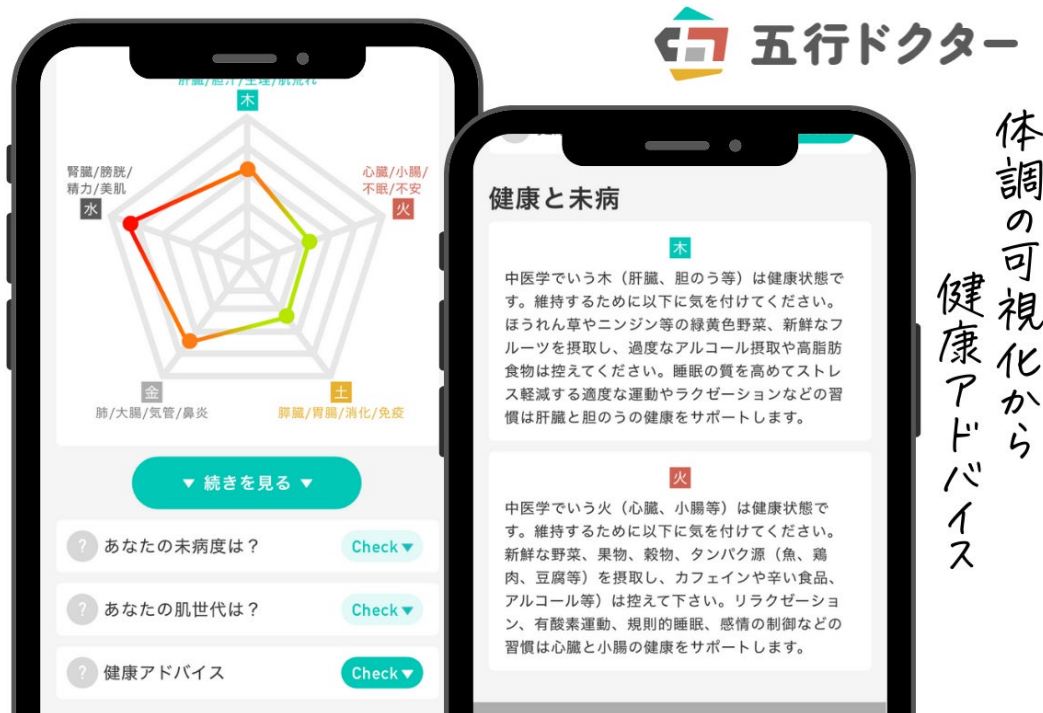 五行ドクター
体調の可視化から
健康アドバイス
肝臓/胆汁/生理/肌荒れ
木
腎臓/膀胱/
精力/美肌
水
心臓/小腸/
不眠/不安
火
金
肺/大腸/気管/鼻炎
土
膵臓/胃腸/消化/免疫
▼ 続きを見る ▼
? あなたの未病度は？ Check▼
? あなたの肌世代は？ Check▼
? 健康アドバイス Check▼
健康と未病
木
中医学でいう木（肝臓、胆のう等）は健康状態で
す。維持するために以下に気を付けてください。
ほうれん草やニンジン等の緑黄色野菜、新鮮なフ
ルーツを摂取し、過度なアルコール摂取や高脂肪
食物は控えてください。睡眠の質を高めてストレ
ス軽減する適度な運動やラクゼーションなどの習
慣は肝臓と胆のうの健康をサポートします。
火
中医学でいう火（心臓、小腸等）は健康状態で
す。維持するために以下に気を付けてください。
新鮮な野菜、果物、穀物、タンパク源（魚、鶏
肉、豆腐等）を摂取し、カフェインや辛い食品、
アルコール等）は控えて下さい。リラクゼーショ
ン、有酸素運動、規則的睡眠、感情の制御などの
習慣は心臓と小腸の健康をサポートします。